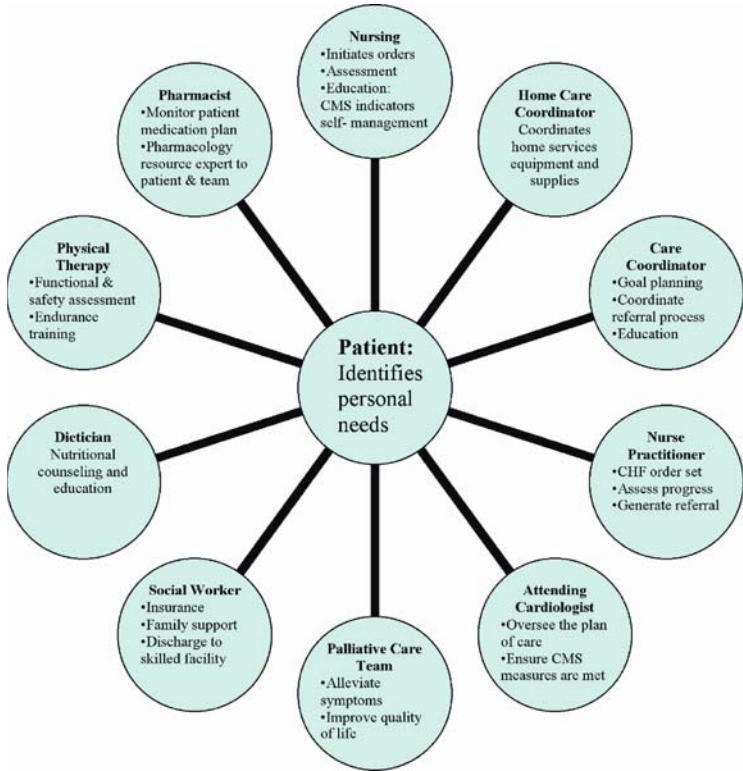 Nursing
•Initiates orders
•Assessment
•Education:
CMS indicators
self- management
Home Care
Coordinator
Coordinates
home services
equipment and
supplies
Care
Coordinator
•Goal planning
•Coordinate
referral process
•Education
Nurse
Practitioner
•CHF order set
•Assess progress
•Generate referral
Attending
Cardiologist
•Oversee the plan
of care
•Ensure CMS
measures are met
Palliative Care
Team
•Alleviate
symptoms
•Improve quality
of life
Social Worker
•Insurance
•Family support
•Discharge to
skilled facility
Dietician
Nutritional
counseling and
education
Physical
Therapy
•Functional &
safety assessment
•Endurance
training
Pharmacist
•Monitor patient
medication plan
•Pharmacology
resource expert to
patient & team
Patient:
Identifies
personal
needs